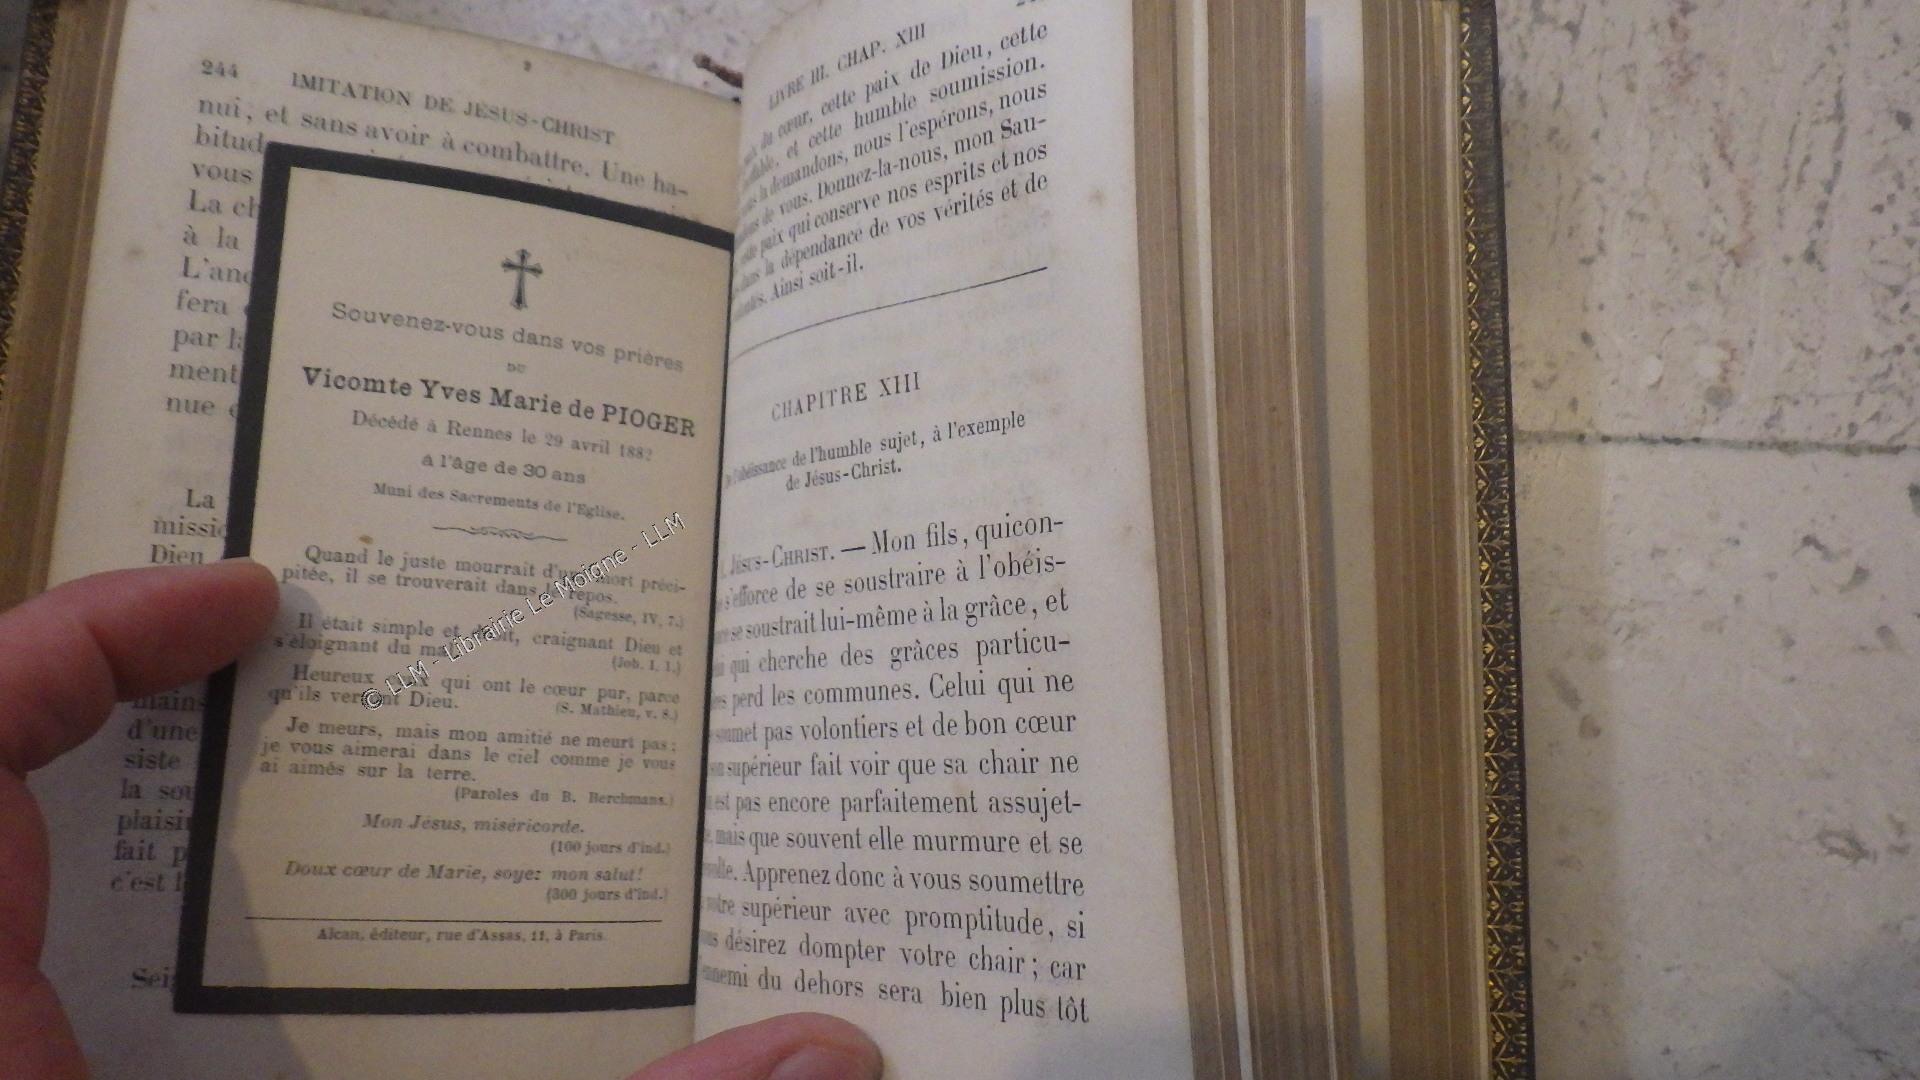 244 IMITATION DE JÉSUS-CHRIST
nui, et sans avoir à combattre. Une ha-
bitud
vous
La ch
à la
L'anc
fera
par la
ment
nue
La
missio
Dieu
mains
d'une
siste
la sou
plaisir
fait p
c'est l
Sei
Souvenez-vous dans vos prières
DU
Vicomte Yves Marie de PIOGER
Décédé à Rennes le 29 avril 188
à l'âge de 30 ans
Muni des Sacrements de l'Eglise.
Quand le juste mourrait d'une mort préci-
pitée, il se trouverait dans le repos.
(Sagesse, IV, 7.)
Il était simple et droit, craignant Dieu et
s'éloignant du mal.
(Job. I. 1.)
Heureux ceux qui ont le cœur pur, parce
qu'ils verront Dieu.
(S. Mathieu, v. 8.)
Je meurs, mais mon amitié ne meurt pas;
je vous aimerai dans le ciel comme je vous
ai aimés sur la terre.
(Paroles du B. Berchmans.)
Mon Jésus, miséricorde.
(100 jours d'ind.)
Doux cœur de Marie, soyez mon salut!
(300 jours d'ind.)
Alcan, éditeur, rue d'Assas, 11, à Paris.
© LLM - Librairie Le Moigne - LLM
LIVRE III. CHAP. XIII
du cœur, cette paix de Dieu, cette
et cette humble soumission.
la demandons, nous l'espérons, nous
de vous. Donnez-la-nous, mon Sau-
paix qui conserve nos esprits et nos
dans la dépendance de vos vérités et de
Ainsi soit-il.
CHAPITRE XIII
l'obéissance de l'humble sujet, à l'exemple
de Jésus-Christ.
JÉSUS-CHRIST. — Mon fils, quicon-
s'efforce de se soustraire à l'obéis-
se soustrait lui-même à la grâce, et
qui cherche des grâces particu-
perd les communes. Celui qui ne
soumet pas volontiers et de bon cœur
supérieur fait voir que sa chair ne
est pas encore parfaitement assujet-
mais que souvent elle murmure et se
Apprenez donc à vous soumettre
votre supérieur avec promptitude, si
désirez dompter votre chair; car
l'ennemi du dehors sera bien plus tôt